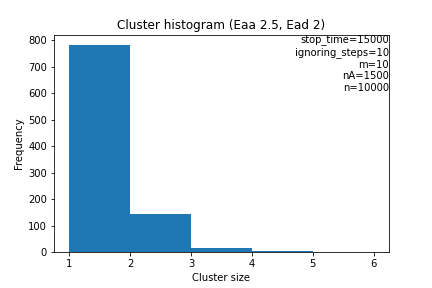 Cluster histogram (Eaa 2.5, Ead 2)
stop_time=15000
ignoring_steps=10
m=10
nA=1500
n=10000
Frequency
800
700
600
500
400
300
200
100
0
1 2 3 4 5 6
Cluster size